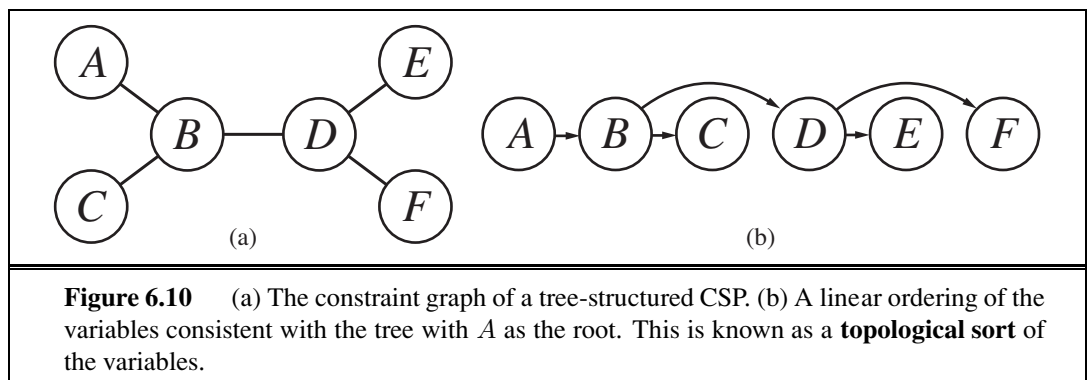 A
E
B
D
C
F
(a)
A B C D E F
(b)
Figure 6.10 (a) The constraint graph of a tree-structured CSP. (b) A linear ordering of the
variables consistent with the tree with A as the root. This is known as a topological sort of
the variables.